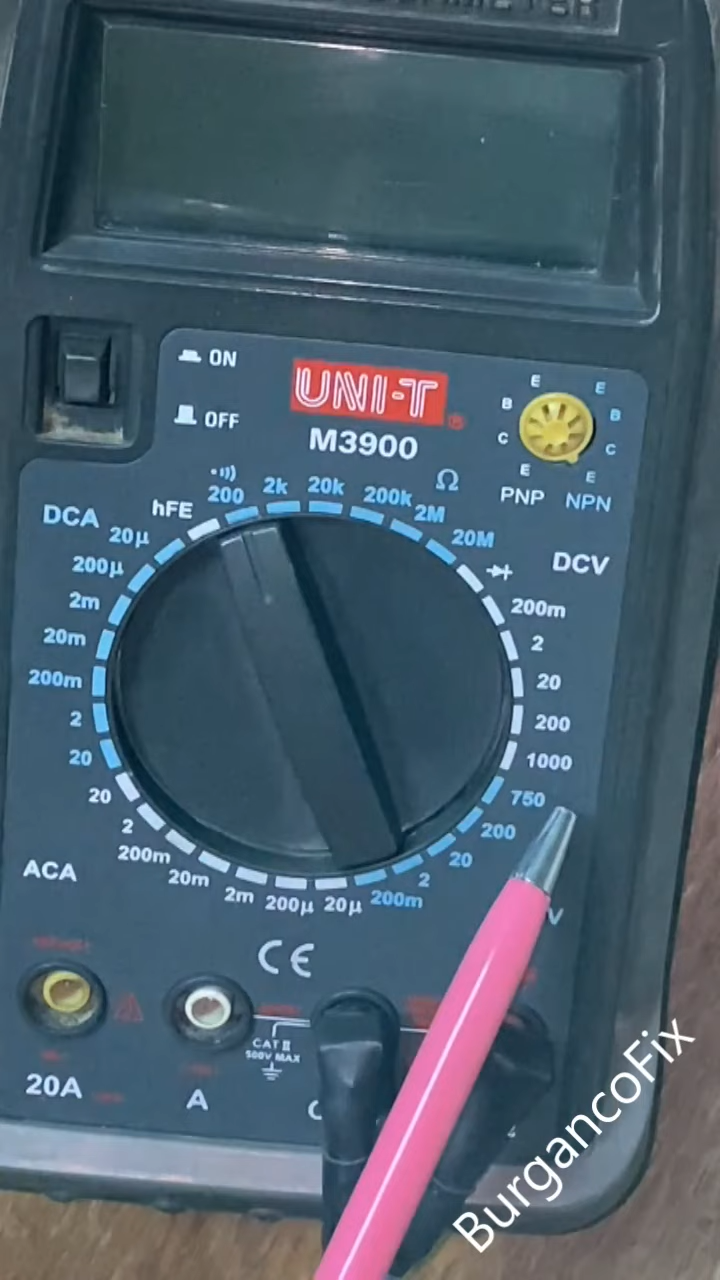 ON
UNI-T
OFF
M3900
E
E
B
B
C
C
E
E
PNP
NPN
Ω
hFE
200
2k
20k
200k
2M
20M
DCA
20µ
200µ
2m
20m
200m
2
20
DCV
200m
2
20
200
1000
750
200
20
2
200m
V
20
2
200m
20m
2m
200µ
20µ
ACA
CE
CAT II
500V MAX
20A
A
BurgancoFix